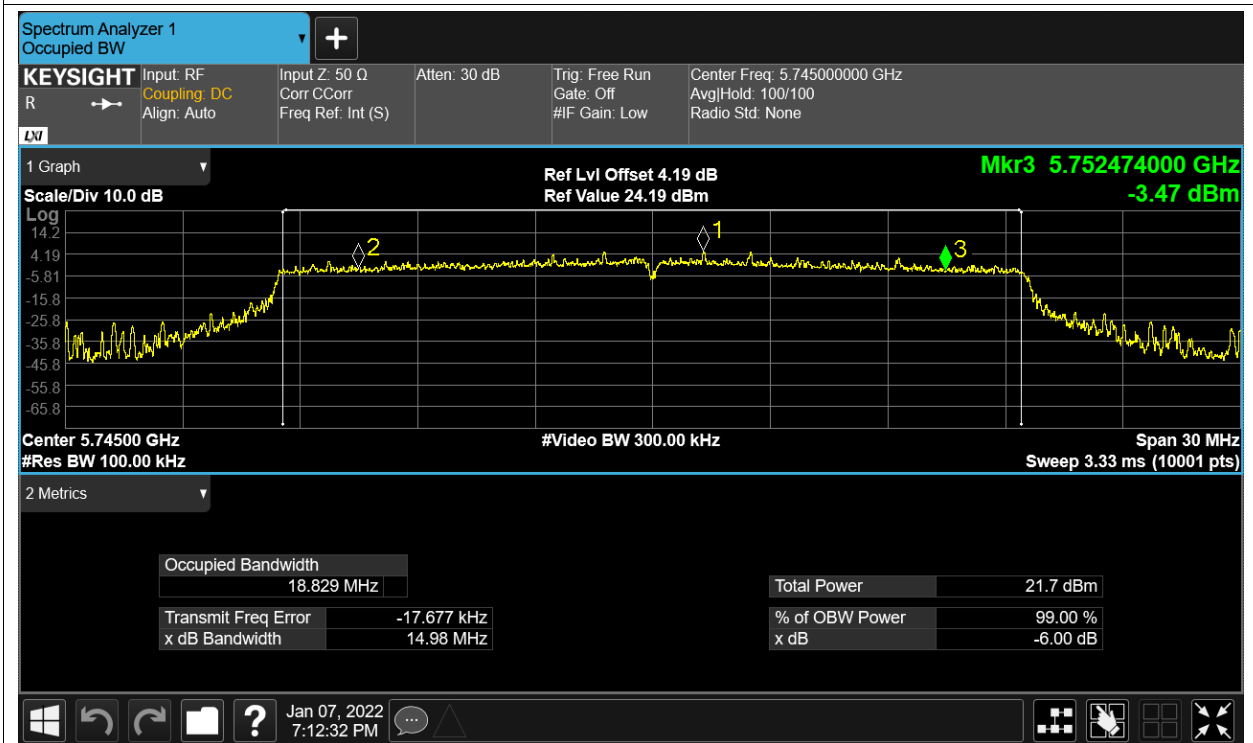 Spectrum Analyzer 1
Occupied BW
KEYSIGHT
R
LXI
Input: RF
Coupling: DC
Align: Auto
Input Z: 50 Ω
Corr CCorr
Freq Ref: Int (S)
Atten: 30 dB
Trig: Free Run
Gate: Off
#IF Gain: Low
Center Freq: 5.745000000 GHz
Avg|Hold: 100/100
Radio Std: None
1 Graph
Scale/Div 10.0 dB
Ref Lvl Offset 4.19 dB
Ref Value 24.19 dBm
Mkr3 5.752474000 GHz
-3.47 dBm
Log
14.2
4.19
-5.81
-15.8
-25.8
-35.8
-45.8
-55.8
-65.8
2
1
3
Center 5.74500 GHz
#Video BW 300.00 kHz
Span 30 MHz
#Res BW 100.00 kHz
Sweep 3.33 ms (10001 pts)
2 Metrics
Occupied Bandwidth
18.829 MHz
Transmit Freq Error -17.677 kHz
x dB Bandwidth 14.98 MHz
Total Power 21.7 dBm
% of OBW Power 99.00 %
x dB -6.00 dB
?
Jan 07, 2022
7:12:32 PM